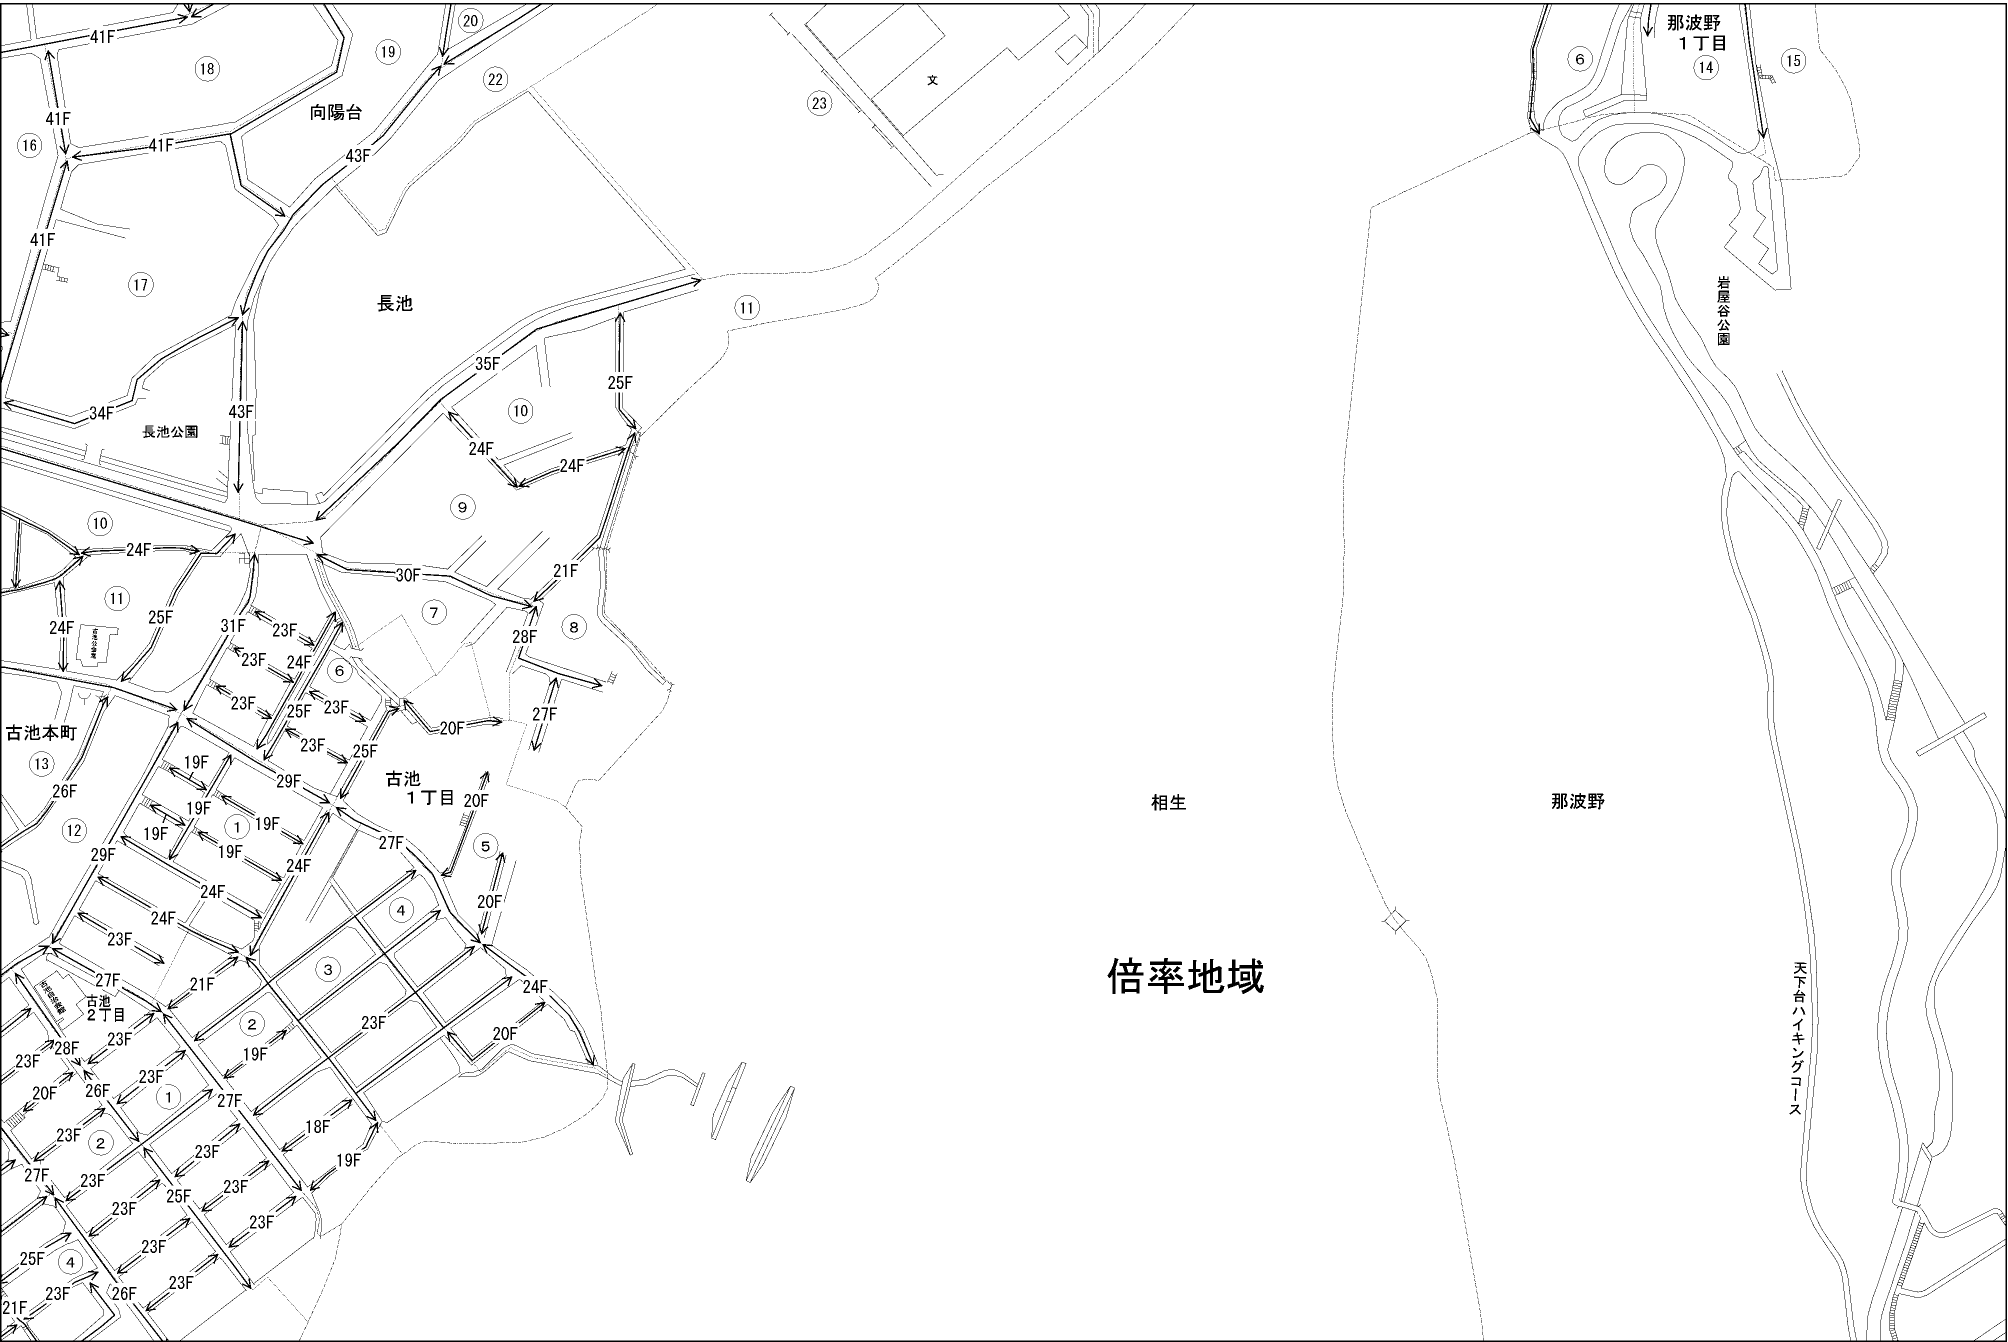 41F
18
19
20
22
23
文
6
那波野
1丁目
14
15
向陽台
16
41F
41F
43F
41F
17
長池
11
岩屋谷公園
35F
34F
43F
長池公園
25F
10
24F
24F
9
10
24F
11
25F
24F
31F
30F
7
21F
8
28F
23F
23F
24F
6
23F
25F
23F
23F
25F
20F
27F
古池本町
13
26F
12
29F
19F
19F
19F
1
19F
19F
29F
古池
1丁目
20F
5
27F
24F
24F
24F
23F
27F
21F
20F
4
3
24F
相生
那波野
倍率地域
天下台ハイキングコース
古池
2丁目
23F
23F
28F
20F
26F
23F
1
2
19F
23F
20F
27F
18F
19F
23F
2
27F
23F
23F
25F
23F
23F
23F
23F
23F
25F
4
23F
26F
21F